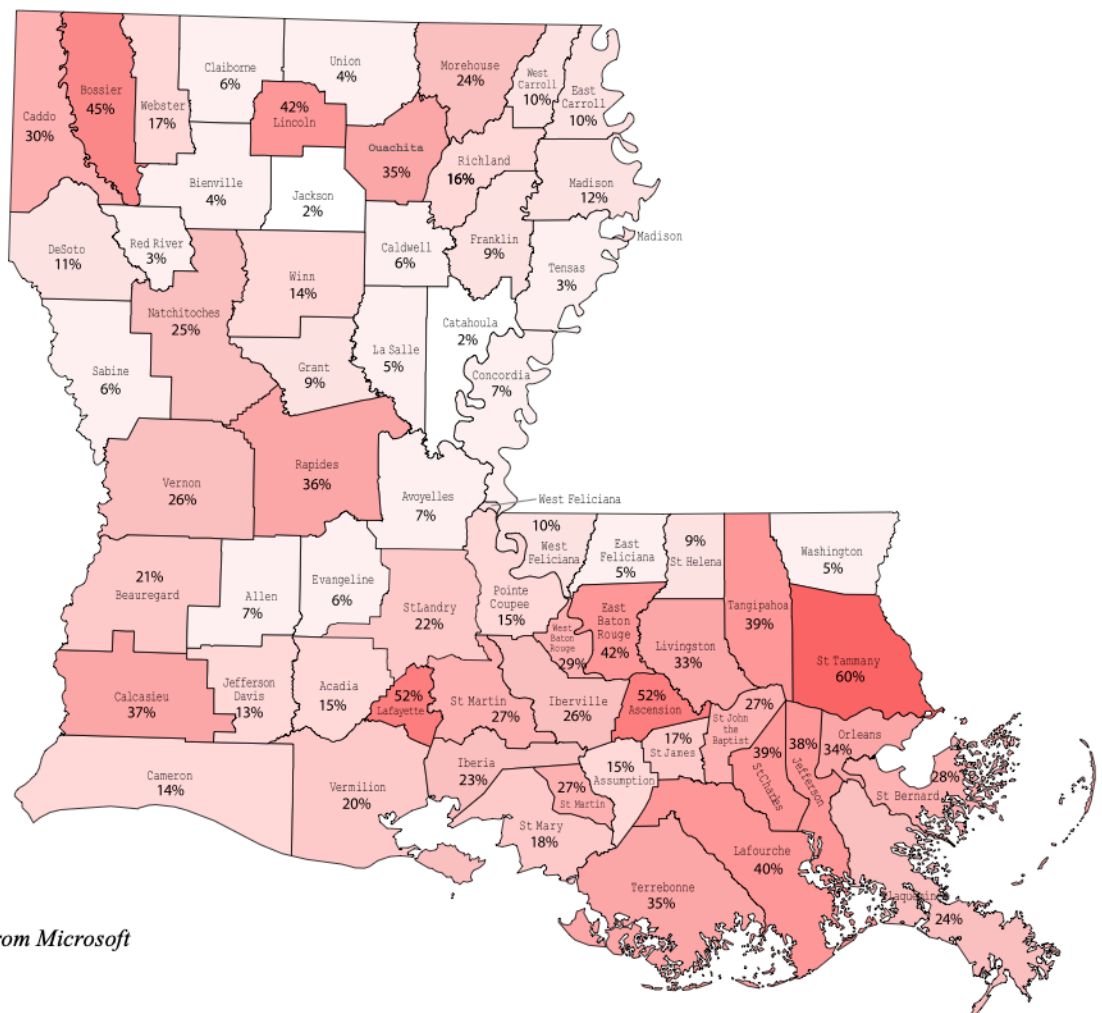 Caddo
30%
Bossier
45%
Webster
17%
Claiborne
6%
Union
4%
42%
Lincoln
Morehouse
24%
West
Carroll
10%
East
Carroll
10%
Ouachita
35%
Richland
16%
Madison
12%
Madison
Bienville
4%
Jackson
2%
DeSoto
11%
Red River
3%
Caldwell
6%
Franklin
9%
Tensas
3%
Winn
14%
Natchitoches
25%
Sabine
6%
Grant
9%
La Salle
5%
Catahoula
2%
Concordia
7%
Vernon
26%
Rapides
36%
Avoyelles
7%
West Feliciana
10%
West
Feliciana
East
Feliciana
5%
9%
St Helena
Washington
5%
21%
Beauregard
Allen
7%
Evangeline
6%
StLandry
22%
Pointe
Coupee
15%
West
Baton
Rouge
29%
East
Baton
Rouge
42%
Livingston
33%
Tangipahoa
39%
St Tammany
60%
Calcasieu
37%
Jefferson
Davis
13%
Acadia
15%
52%
Lafayette
St Martin
27%
Iberville
26%
52%
Ascension
17%
St James
27%
St John
the
Baptist
39%
StCharles
38%
Jefferson
Orleans
34%
28%
St Bernard
Cameron
14%
Vermilion
20%
Iberia
23%
27%
St Martin
15%
Assumption
St Mary
18%
Terrebonne
35%
Lafourche
40%
24%
rom Microsoft